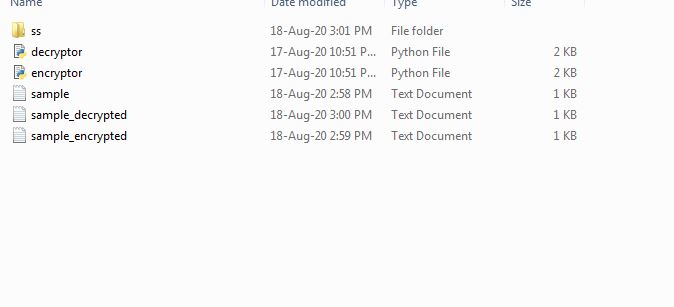 Name Date modified Type Size
ss 18-Aug-20 3:01 PM File folder
decryptor 17-Aug-20 10:51 P... Python File 2 KB
encryptor 17-Aug-20 10:51 P... Python File 2 KB
sample 18-Aug-20 2:58 PM Text Document 1 KB
sample_decrypted 18-Aug-20 3:00 PM Text Document 1 KB
sample_encrypted 18-Aug-20 2:59 PM Text Document 1 KB